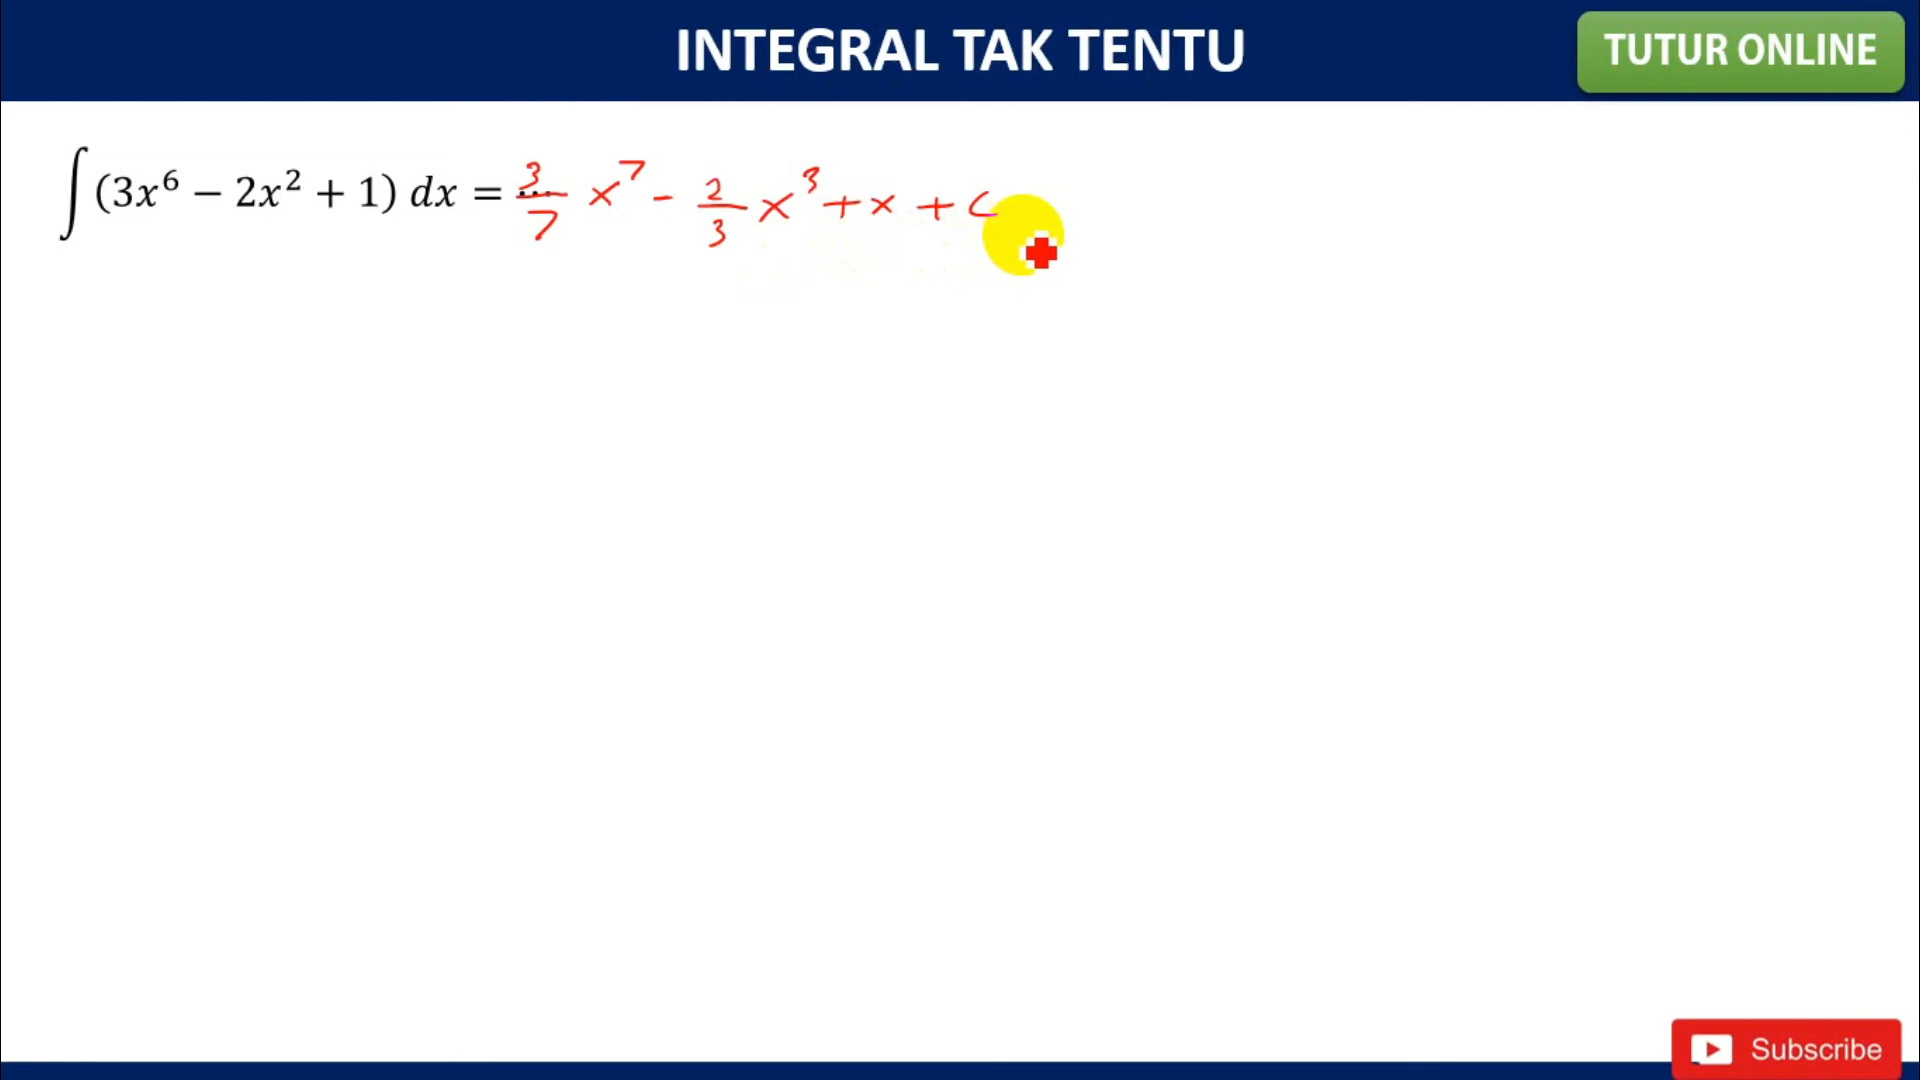 INTEGRAL TAK TENTU
TUTUR ONLINE
∫(3x⁶ − 2x² + 1) dx = ... 3/7 x⁷ - 2/3 x³ + x + C
Subscribe